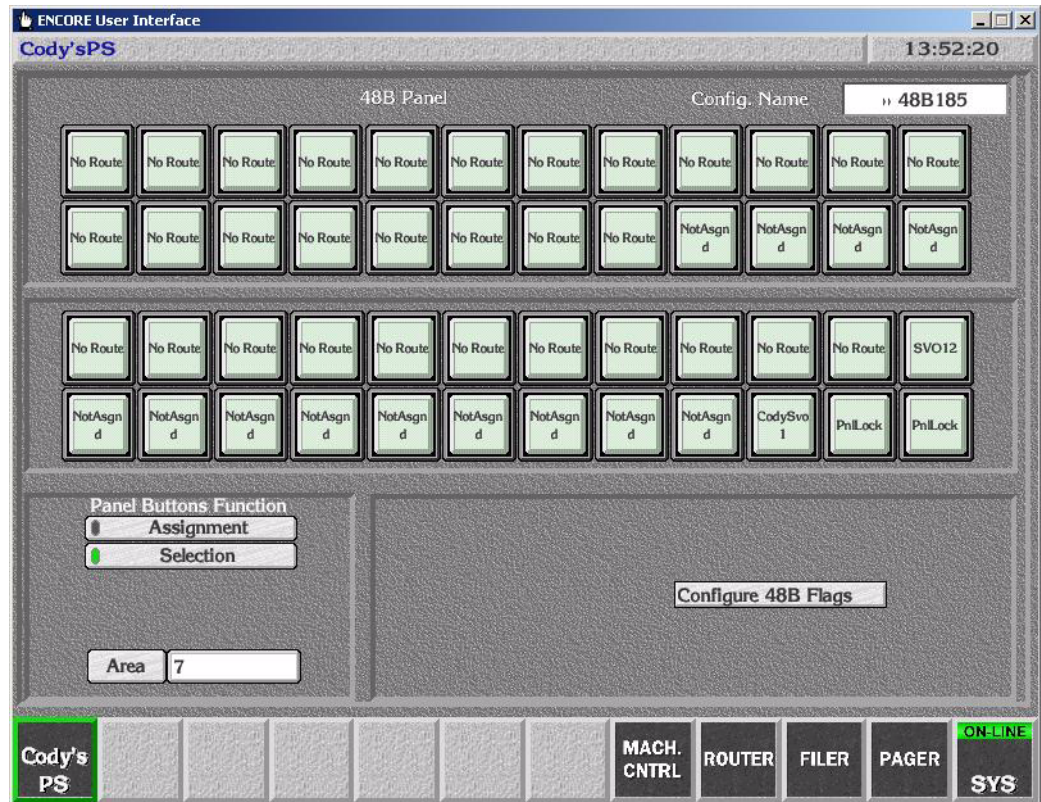 ENCORE User Interface
Cody'sPS 13:52:20
48B Panel Config. Name » 48B185
No Route No Route No Route No Route No Route No Route No Route No Route No Route No Route No Route No Route
No Route No Route No Route No Route No Route No Route No Route No Route NotAsgn NotAsgn NotAsgn NotAsgn
d d d d
No Route No Route No Route No Route No Route No Route No Route No Route No Route No Route No Route SVO12
NotAsgn NotAsgn NotAsgn NotAsgn NotAsgn NotAsgn NotAsgn NotAsgn NotAsgn CodySvo PnlLock PnlLock
d d d d d d d d d 1
Panel Buttons Function
Assignment
Selection
Configure 48B Flags
Area 7
Cody's PS
MACH. CNTRL
ROUTER
FILER
PAGER
ON-LINE
SYS